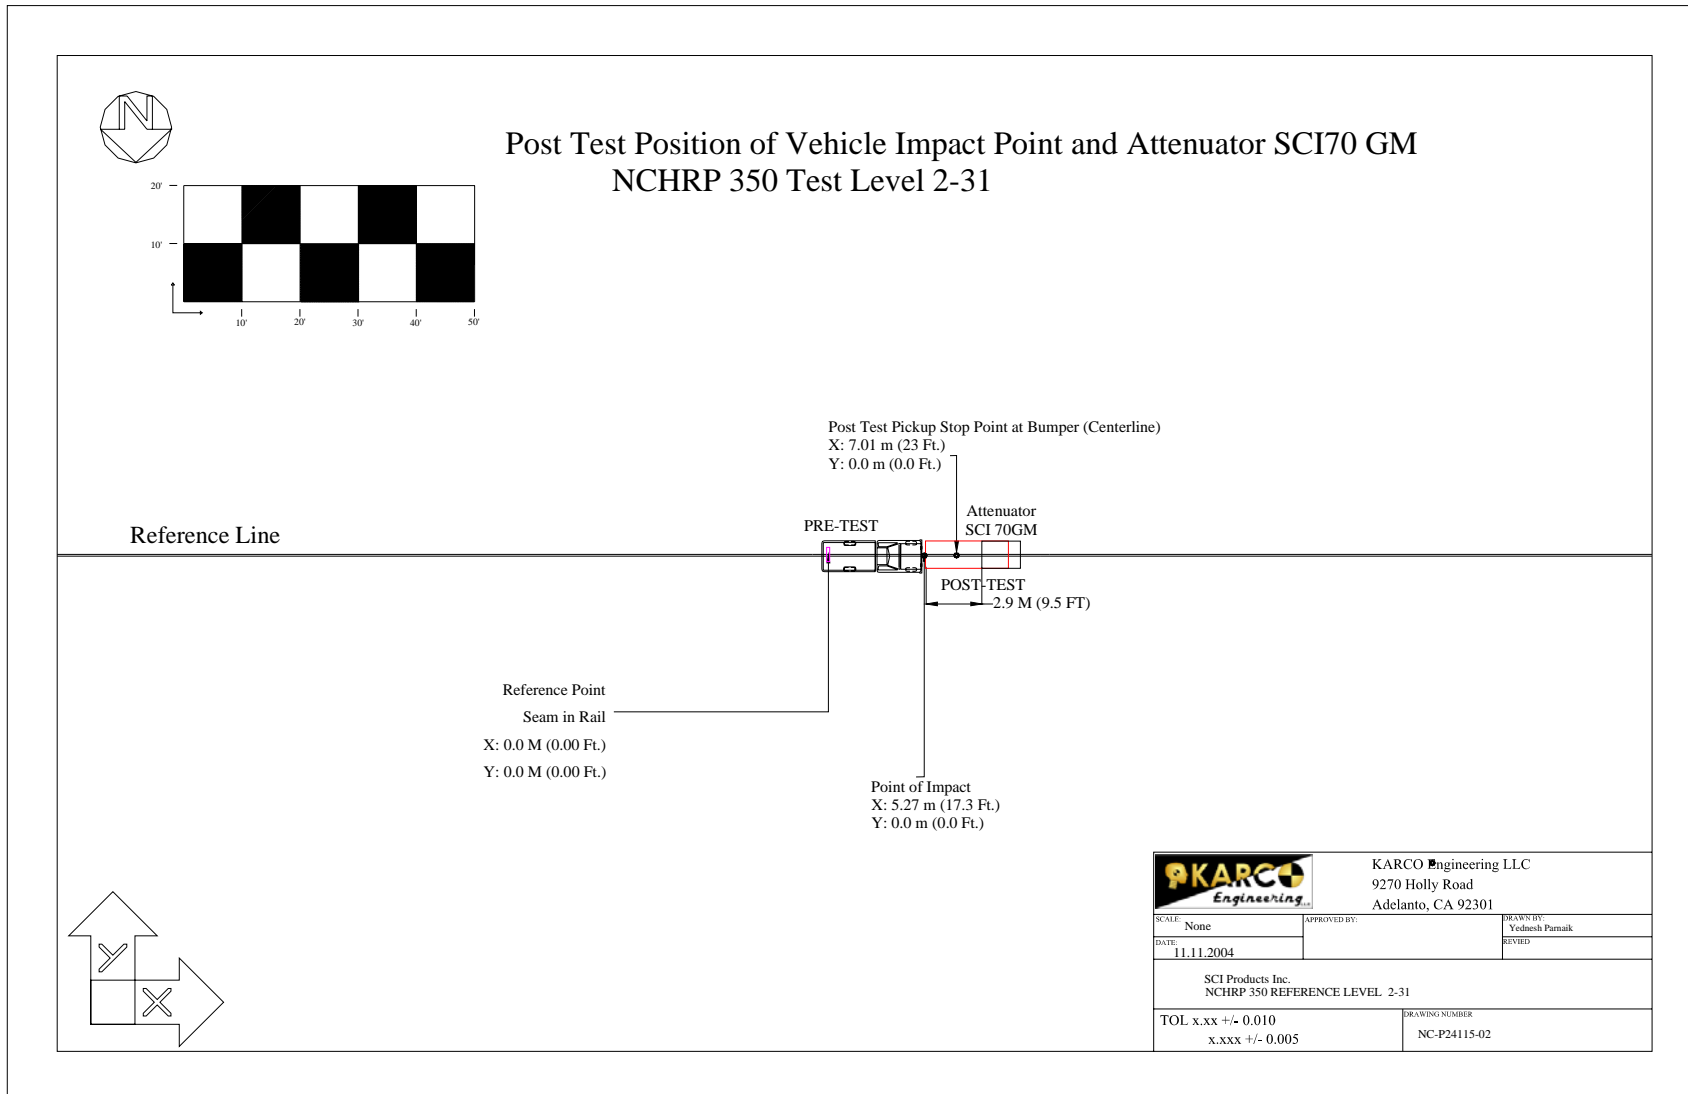 N
Post Test Position of Vehicle Impact Point and Attenuator SCI70 GM
NCHRP 350 Test Level 2-31
20'
10'
10'
20'
30'
40'
50'
Post Test Pickup Stop Point at Bumper (Centerline)
X: 7.01 m (23 Ft.)
Y: 0.0 m (0.0 Ft.)
Reference Line
PRE-TEST
Attenuator
SCI 70GM
POST-TEST
2.9 M (9.5 FT)
Reference Point
Seam in Rail
X: 0.0 M (0.00 Ft.)
Y: 0.0 M (0.00 Ft.)
Point of Impact
X: 5.27 m (17.3 Ft.)
Y: 0.0 m (0.0 Ft.)
Y
X
KARCO
Engineering LLC
KARCO Engineering LLC
9270 Holly Road
Adelanto, CA 92301
SCALE:
None
APPROVED BY:
DRAWN BY:
Yednesh Parnaik
DATE:
11.11.2004
REVIED
SCI Products Inc.
NCHRP 350 REFERENCE LEVEL 2-31
TOL x.xx +/- 0.010
x.xxx +/- 0.005
DRAWING NUMBER
NC-P24115-02